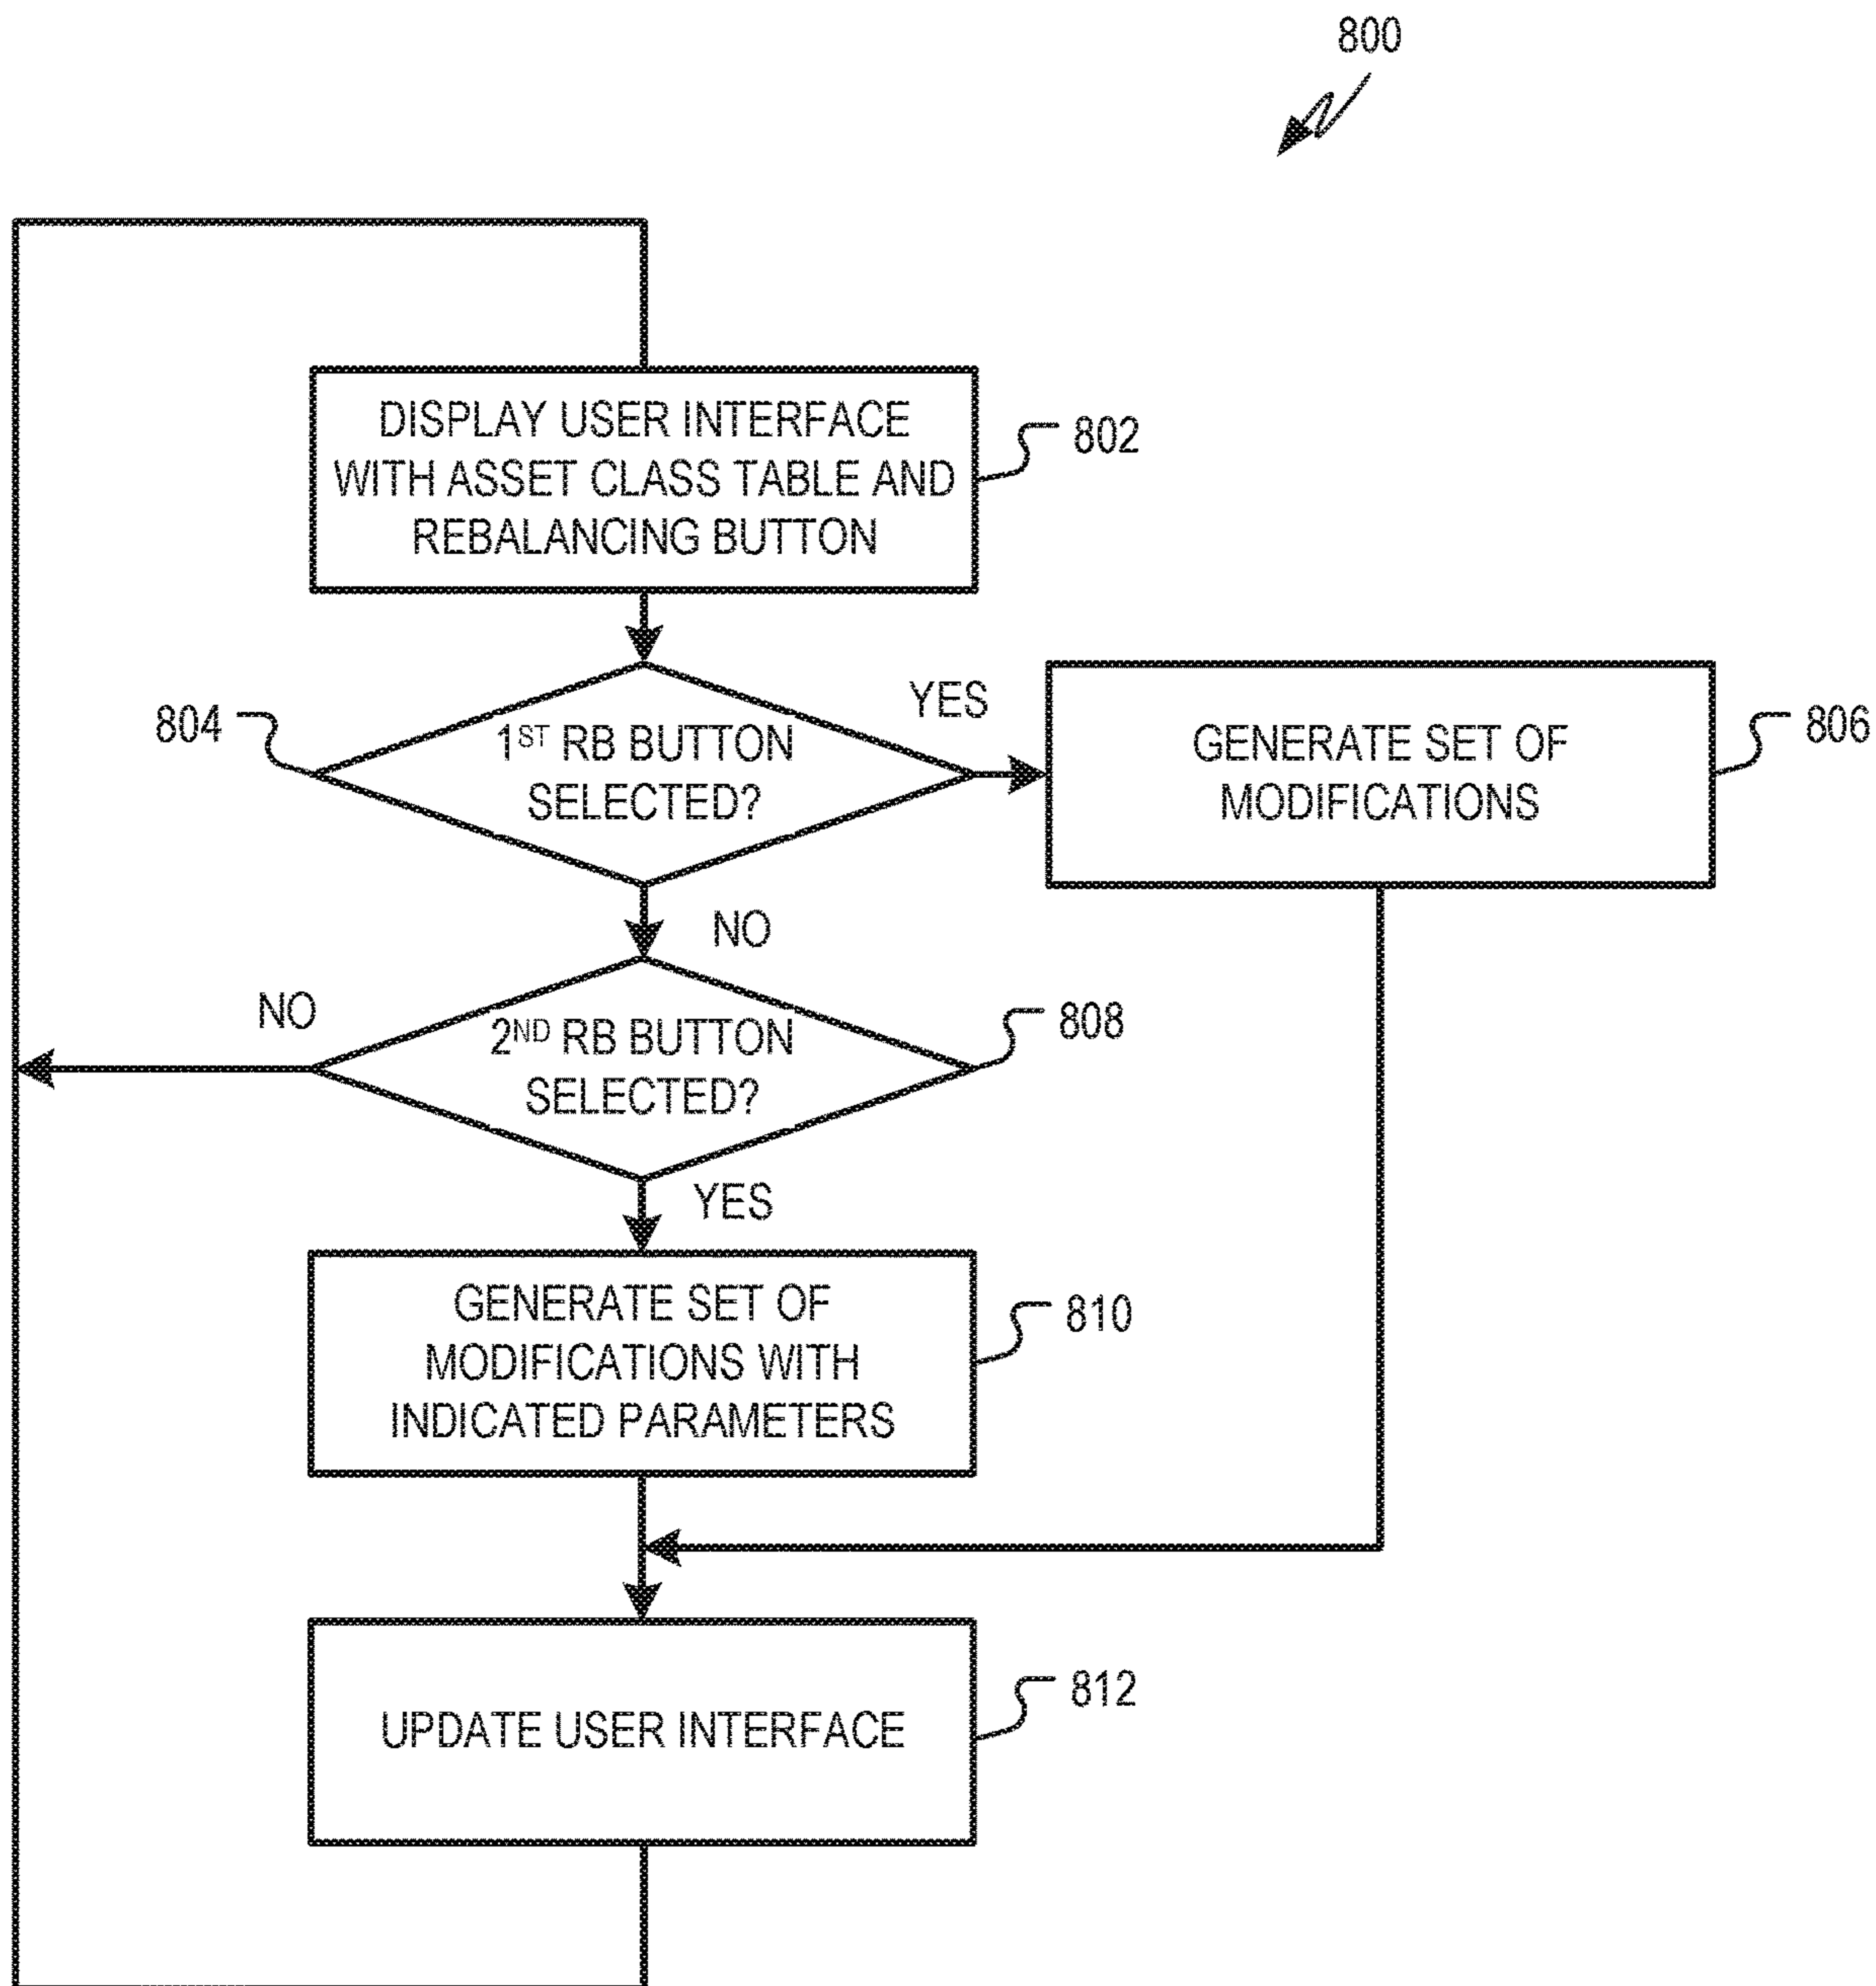 800
DISPLAY USER INTERFACE
WITH ASSET CLASS TABLE AND
REBALANCING BUTTON
802
804
1ST RB BUTTON
SELECTED?
YES
GENERATE SET OF
MODIFICATIONS
806
NO
NO
2ND RB BUTTON
SELECTED?
808
YES
GENERATE SET OF
MODIFICATIONS WITH
INDICATED PARAMETERS
810
UPDATE USER INTERFACE
812